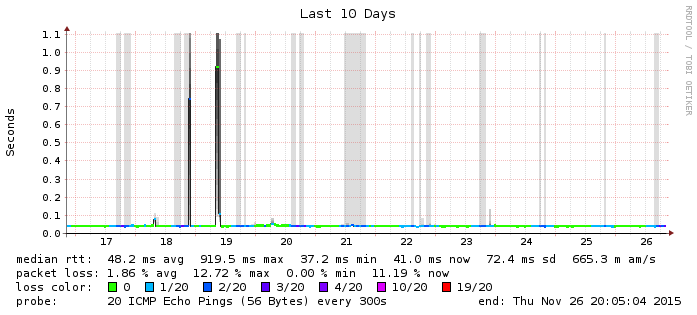 Last 10 Days
RRDTOOL / TOBI OETIKER
Seconds
1.1
1.0
0.9
0.8
0.7
0.6
0.5
0.4
0.3
0.2
0.1
0.0
17 18 19 20 21 22 23 24 25 26
median rtt: 48.2 ms avg 919.5 ms max 37.2 ms min 41.0 ms now 72.4 ms sd 665.3 m am/s
packet loss: 1.86 % avg 12.72 % max 0.00 % min 11.19 % now
loss color: 0 1/20 2/20 3/20 4/20 10/20 19/20
probe: 20 ICMP Echo Pings (56 Bytes) every 300s end: Thu Nov 26 20:05:04 2015